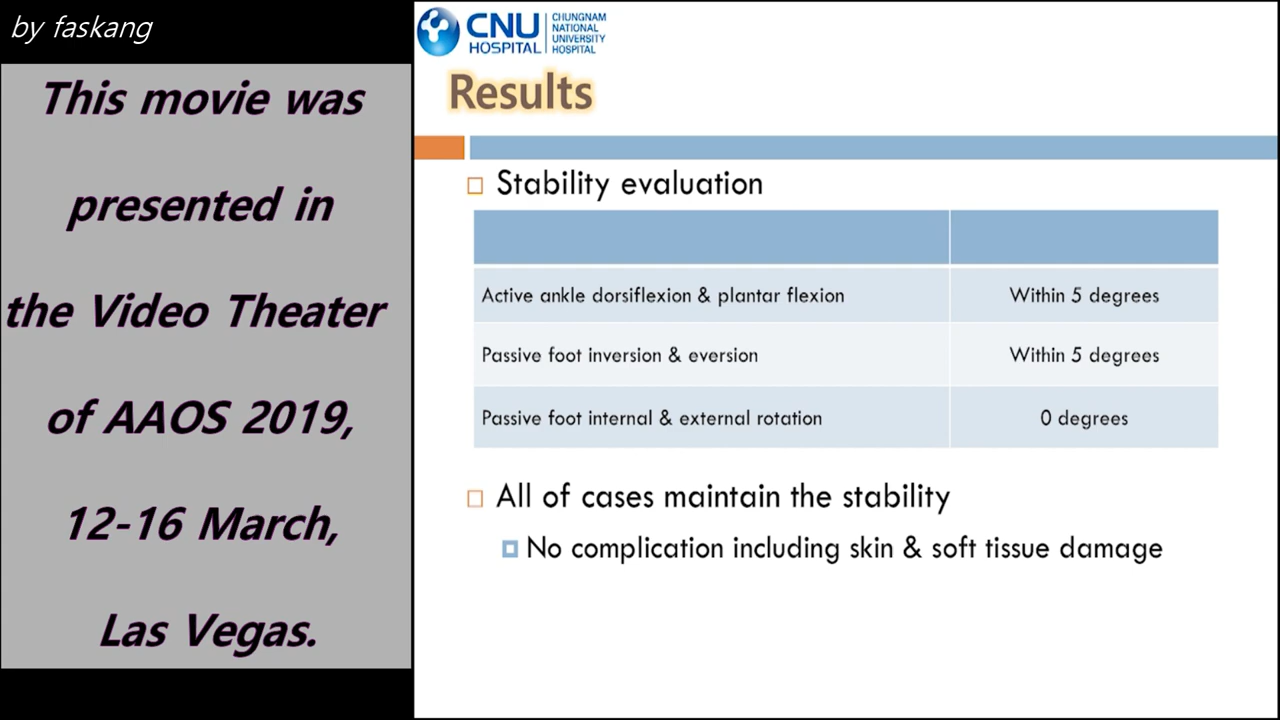 by faskang
This movie was
presented in
the Video Theater
of AAOS 2019,
12-16 March,
Las Vegas.
CNU
HOSPITAL
CHUNGNAM
NATIONAL
UNIVERSITY
HOSPITAL
Results
Stability evaluation
Active ankle dorsiflexion & plantar flexion Within 5 degrees
Passive foot inversion & eversion Within 5 degrees
Passive foot internal & external rotation 0 degrees
All of cases maintain the stability
No complication including skin & soft tissue damage